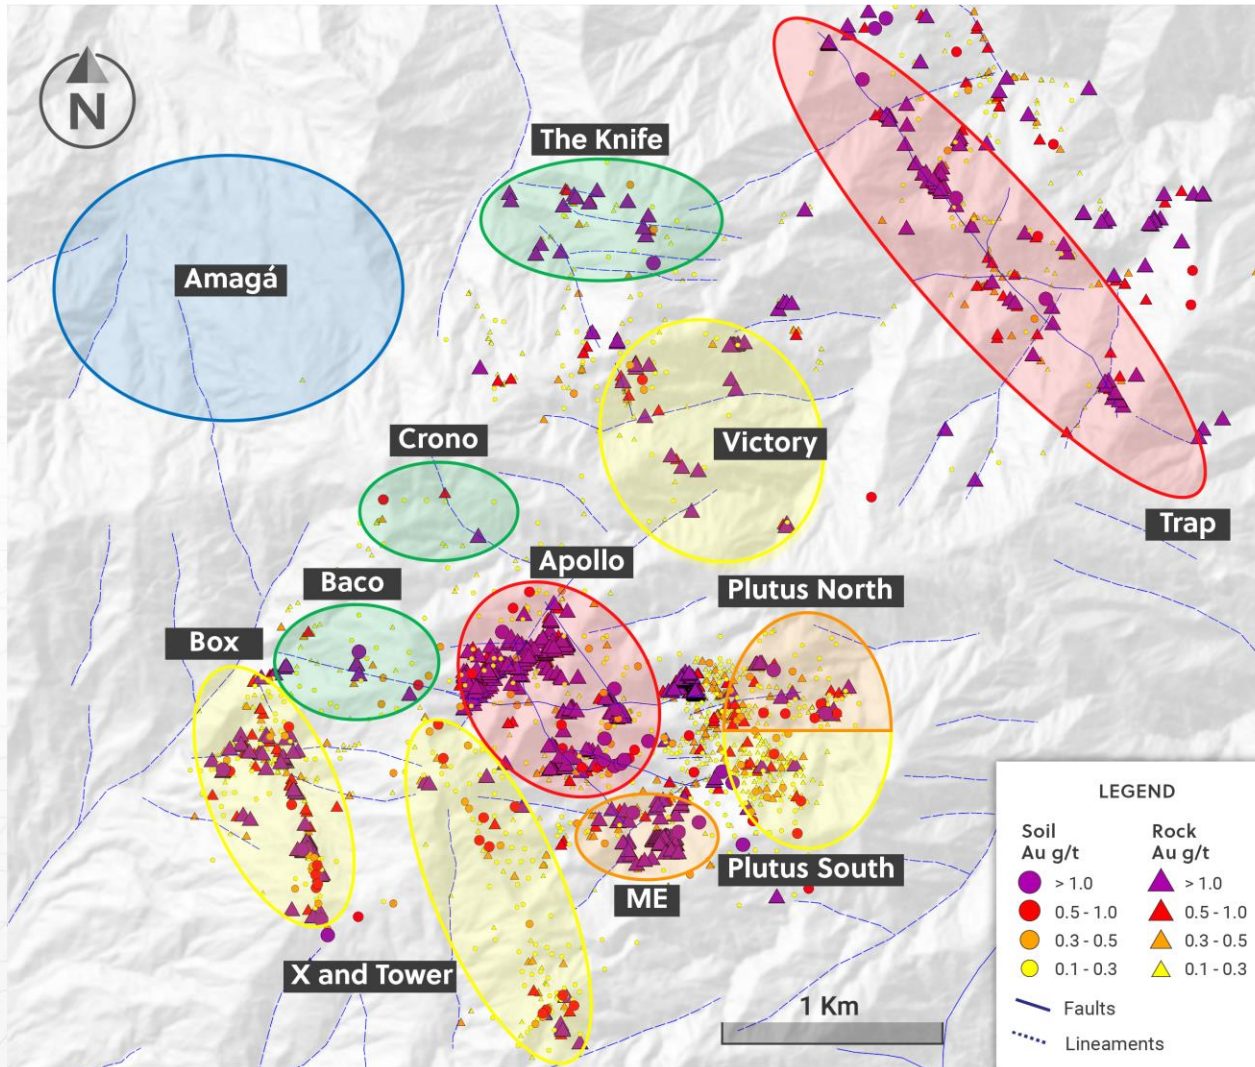 N
The Knife
Amagá
Crono
Victory
Trap
Apollo
Baco
Plutus North
Box
Plutus South
ME
X and Tower
1 Km
LEGEND
Soil
Au g/t
> 1.0
0.5 - 1.0
0.3 - 0.5
0.1 - 0.3
Rock
Au g/t
> 1.0
0.5 - 1.0
0.3 - 0.5
0.1 - 0.3
Faults
Lineaments